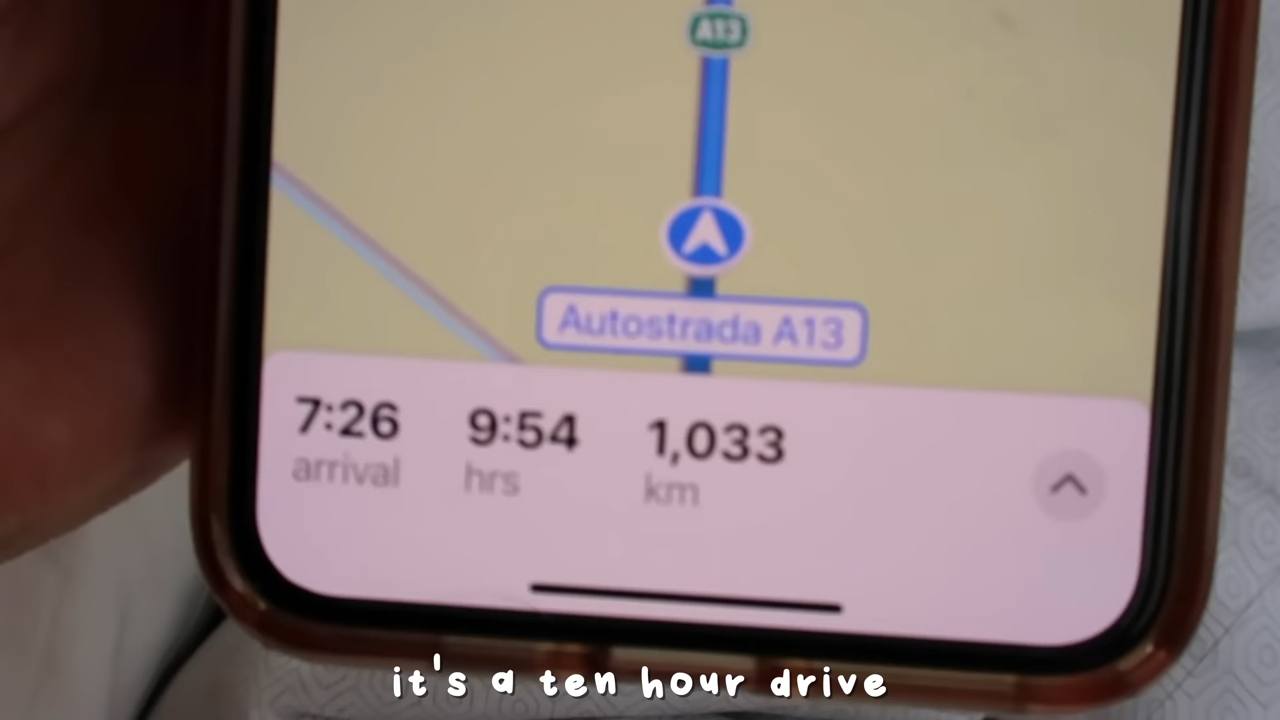 A13
Autostrada A13
7:26 9:54 1,033
arrival hrs km
it's a ten hour drive